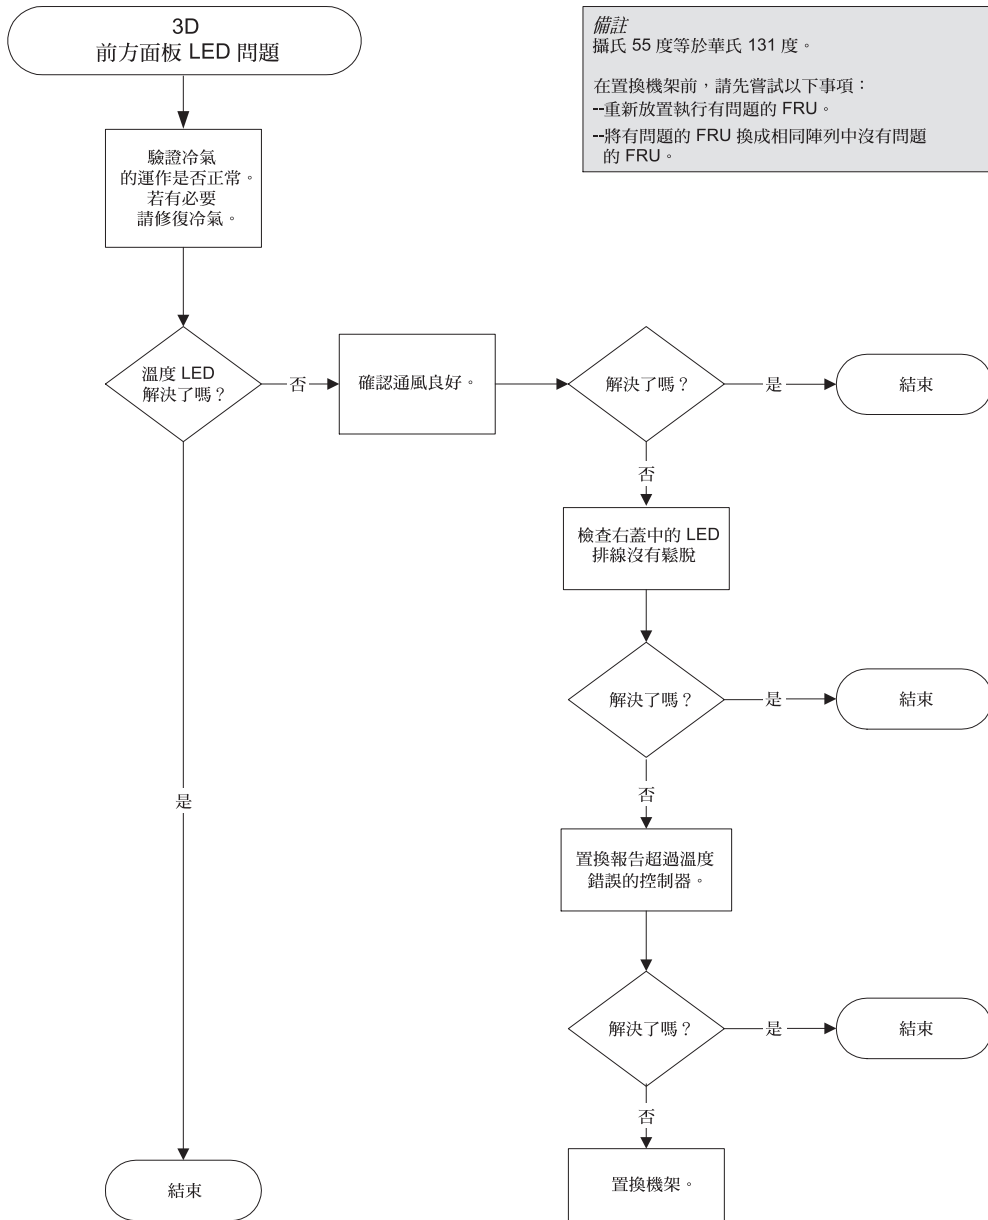 3D
前方面板 LED 問題
備註
攝氏 55 度等於華氏 131 度。
在置換機架前，請先嘗試以下事項：
--重新放置執行有問題的 FRU。
--將有問題的 FRU 換成相同陣列中沒有問題
的 FRU。
驗證冷氣
的運作是否正常。
若有必要
請修復冷氣。
溫度 LED
解決了嗎？
否
確認通風良好。
解決了嗎？
是
結束
否
檢查右蓋中的 LED
排線沒有鬆脫
解決了嗎？
是
結束
否
是
置換報告超過溫度
錯誤的控制器。
解決了嗎？
是
結束
否
置換機架。
結束